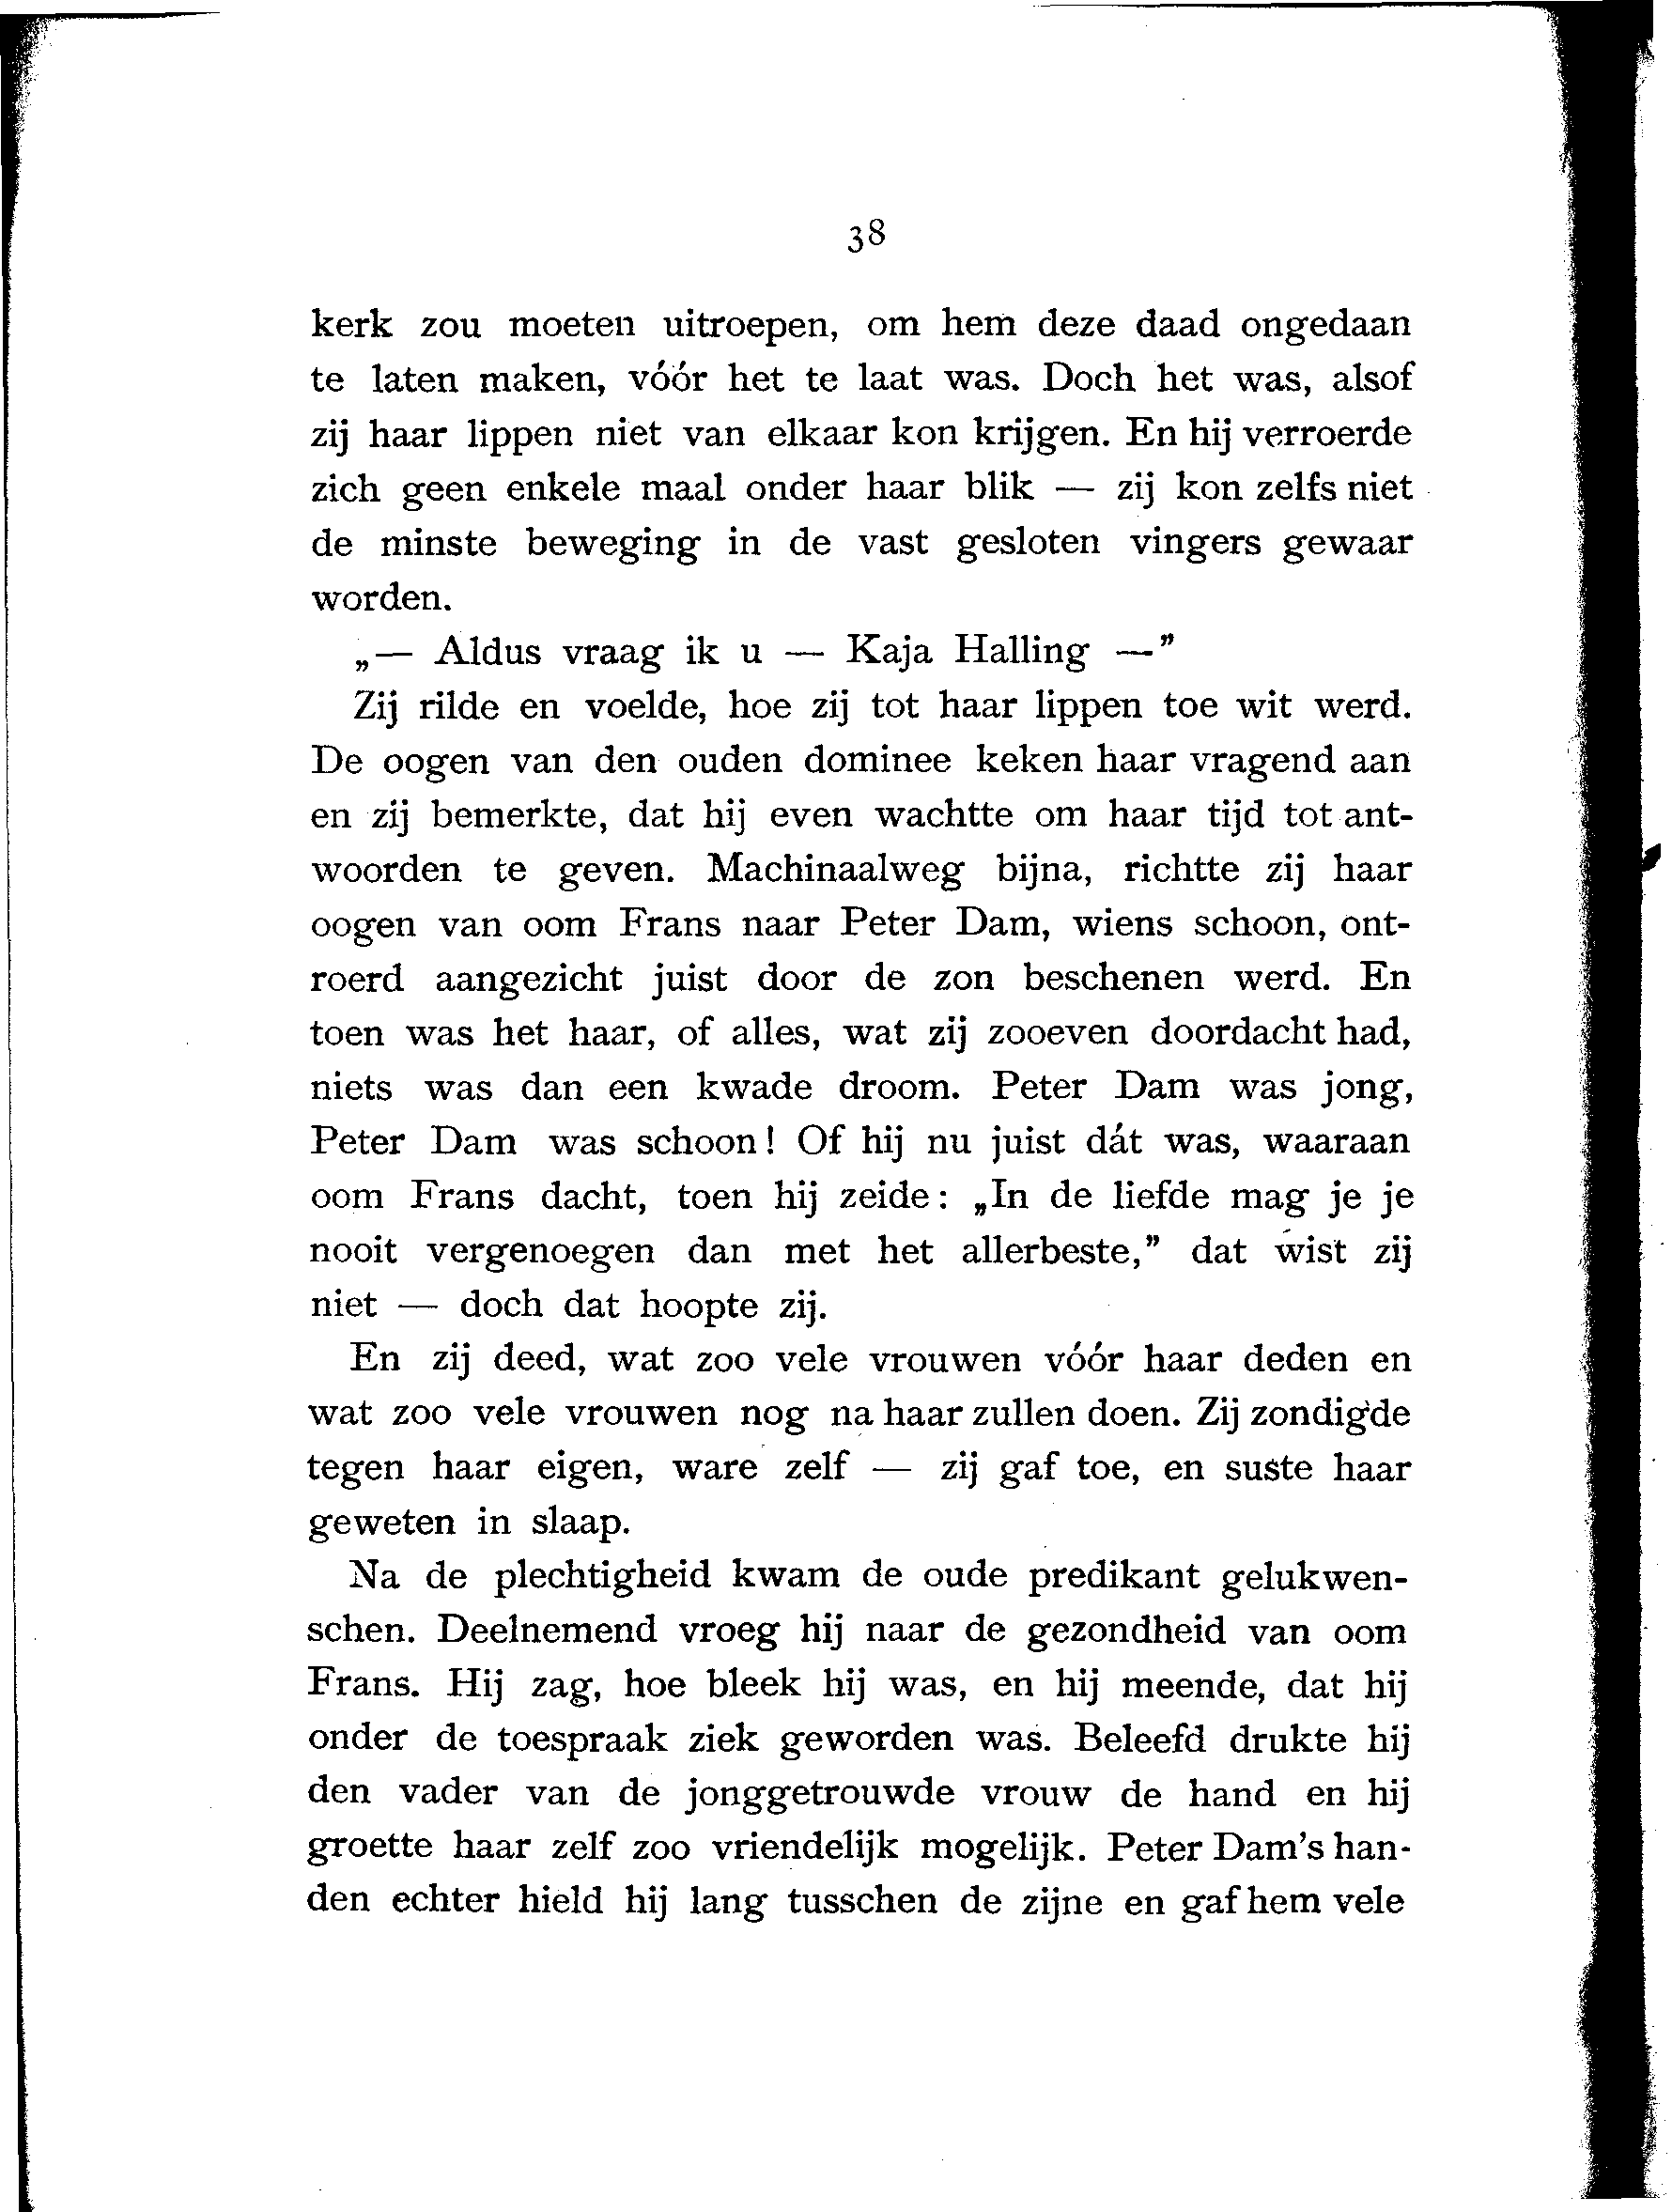 38
kerk zou moeten uitroepen, om hem deze daad ongedaan
te laten maken, vóór het te laat was. Doch het was, alsof
zij haar lippen niet van elkaar kon krijgen. En hij verroerde
zich geen enkele maal onder haar blik — zij kon zelfs niet
de minste beweging in de vast gesloten vingers gewaar
worden.
„— Aldus vraag ik u — Kaja Halling —”
Zij rilde en voelde, hoe zij tot haar lippen toe wit werd.
De oogen van den ouden dominee keken haar vragend aan
en zij bemerkte, dat hij even wachtte om haar tijd tot ant-
woorden te geven. Machinaalweg bijna, richtte zij haar
oogen van oom Frans naar Peter Dam, wiens schoon, ont-
roerd aangezicht juist door de zon beschenen werd. En
toen was het haar, of alles, wat zij zooeven doordacht had,
niets was dan een kwade droom. Peter Dam was jong,
Peter Dam was schoon! Of hij nu juist dát was, waaraan
oom Frans dacht, toen hij zeide: „In de liefde mag je je
nooit vergenoegen dan met het allerbeste,” dat wist zij
niet — doch dat hoopte zij.
En zij deed, wat zoo vele vrouwen vóór haar deden en
wat zoo vele vrouwen nog na haar zullen doen. Zij zondigde
tegen haar eigen, ware zelf — zij gaf toe, en suste haar
geweten in slaap.
Na de plechtigheid kwam de oude predikant gelukwen-
schen. Deelnemend vroeg hij naar de gezondheid van oom
Frans. Hij zag, hoe bleek hij was, en hij meende, dat hij
onder de toespraak ziek geworden was. Beleefd drukte hij
den vader van de jonggetrouwde vrouw de hand en hij
groette haar zelf zoo vriendelijk mogelijk. Peter Dam's han-
den echter hield hij lang tusschen de zijne en gaf hem vele